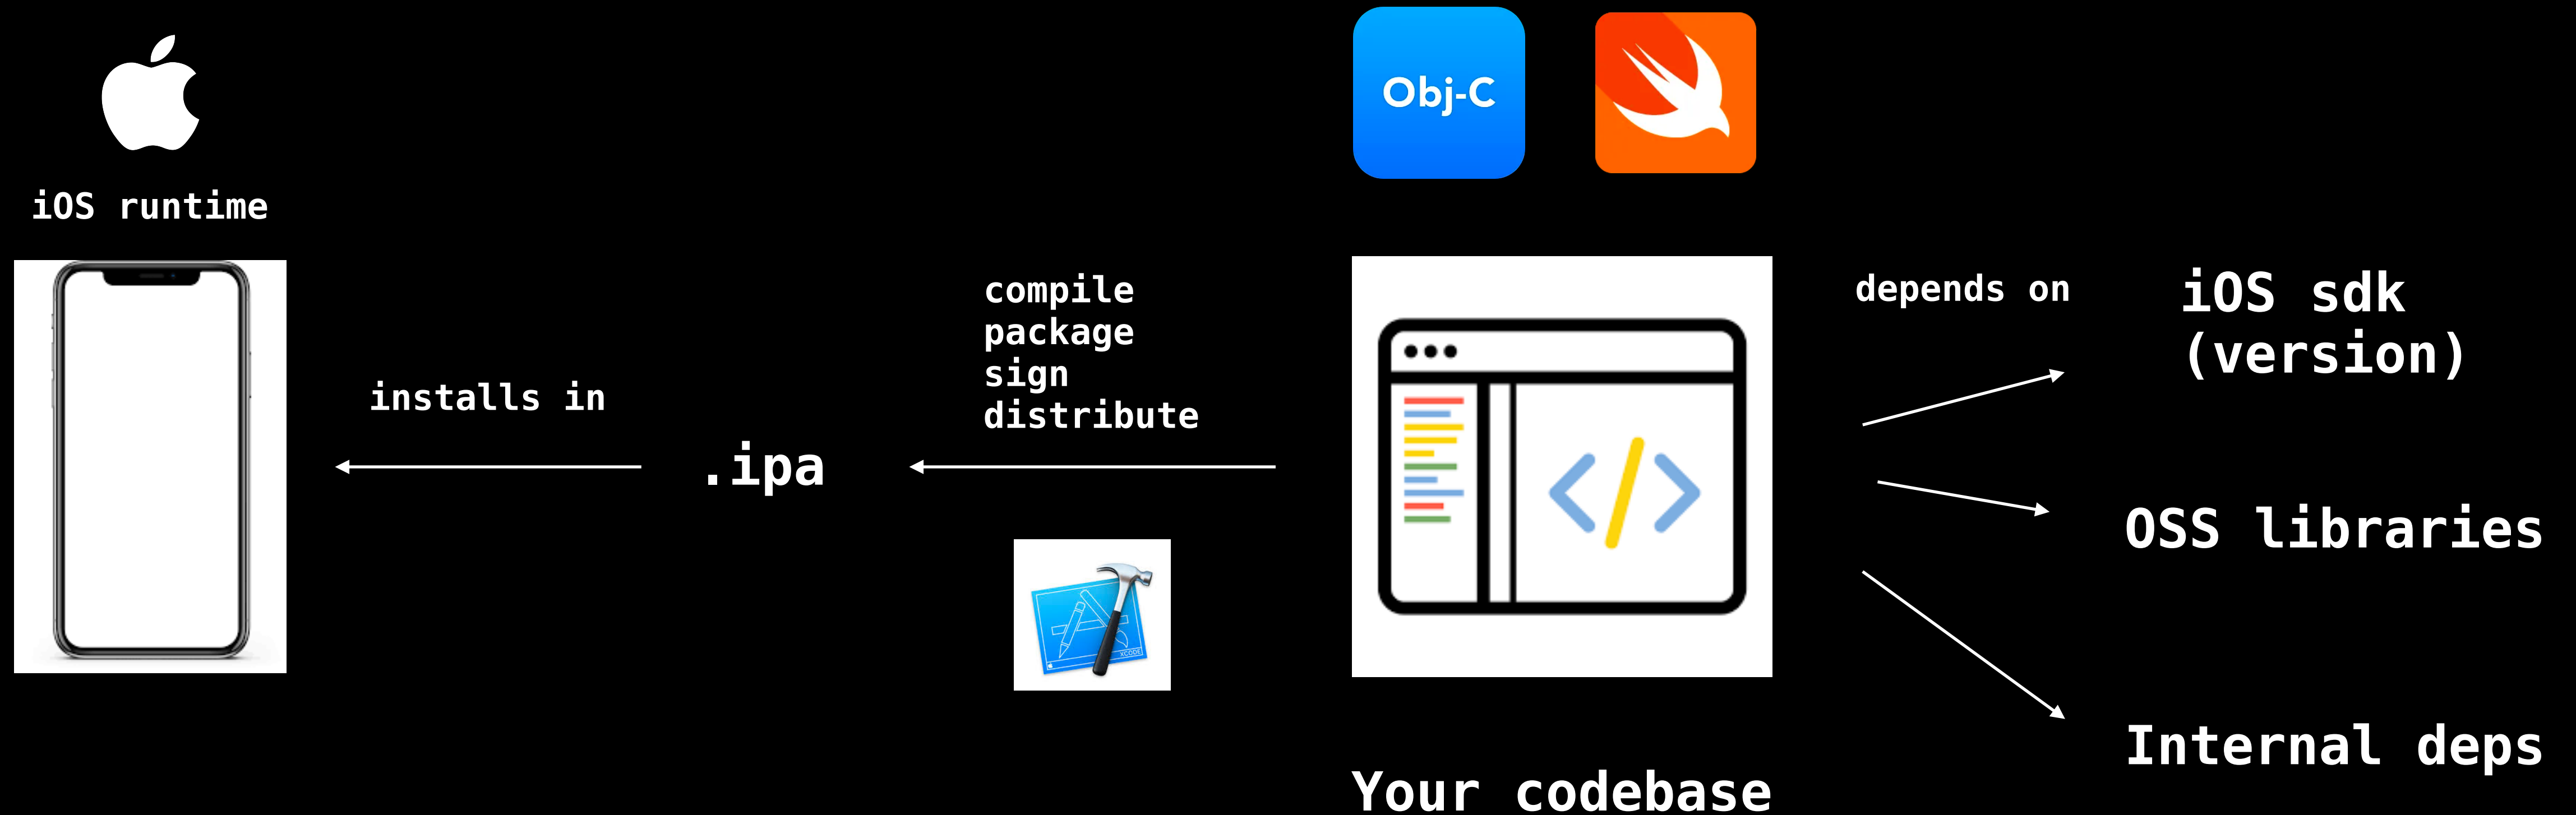 Obj-C
iOS runtime
compile
package
sign
distribute
depends on
iOS sdk
(version)
installs in
.ipa
OSS libraries
XCODE
Internal deps
Your codebase